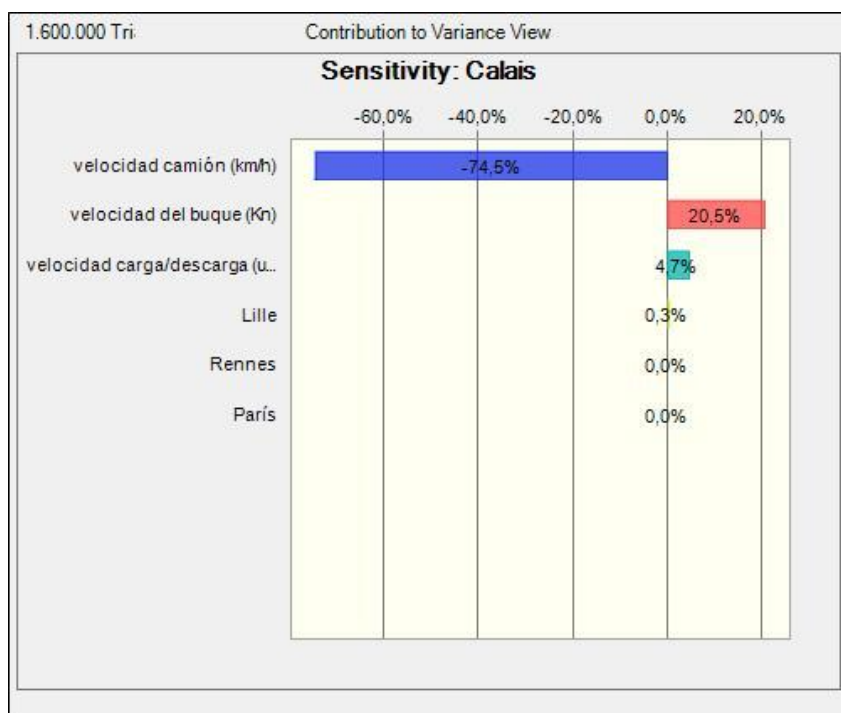 1.600.000 Tri
Contribution to Variance View
Sensitivity: Calais
-60,0% -40,0% -20,0% 0,0% 20,0%
velocidad camión (km/h) -74,5%
velocidad del buque (Kn) 20,5%
velocidad carga/descarga (u... 4,7%
Lille 0,3%
Rennes 0,0%
París 0,0%